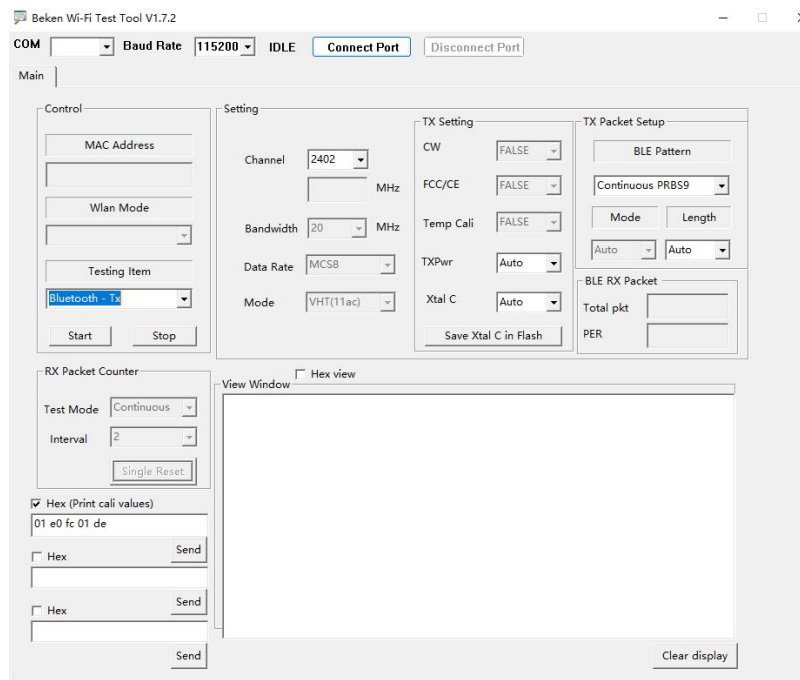 Beken Wi-Fi Test Tool V1.7.2
COM Baud Rate 115200 IDLE Connect Port Disconnect Port
Main
Control
MAC Address
Wlan Mode
Testing Item
Bluetooth - Tx
Start Stop
Setting
Channel 2402
MHz
Bandwidth 20 MHz
Data Rate MCS8
Mode VHT(11ac)
TX Setting
CW FALSE
FCC/CE FALSE
Temp Cali FALSE
TXPwr Auto
Xtal C Auto
Save Xtal C in Flash
TX Packet Setup
BLE Pattern
Continuous PRBS9
Mode Length
Auto Auto
BLE RX Packet
Total pkt
PER
RX Packet Counter
Test Mode Continuous
Interval 2
Single Reset
Hex view
View Window
Hex (Print cali values)
01 e0 fc 01 de
Send
Hex
Send
Hex
Send
Clear display